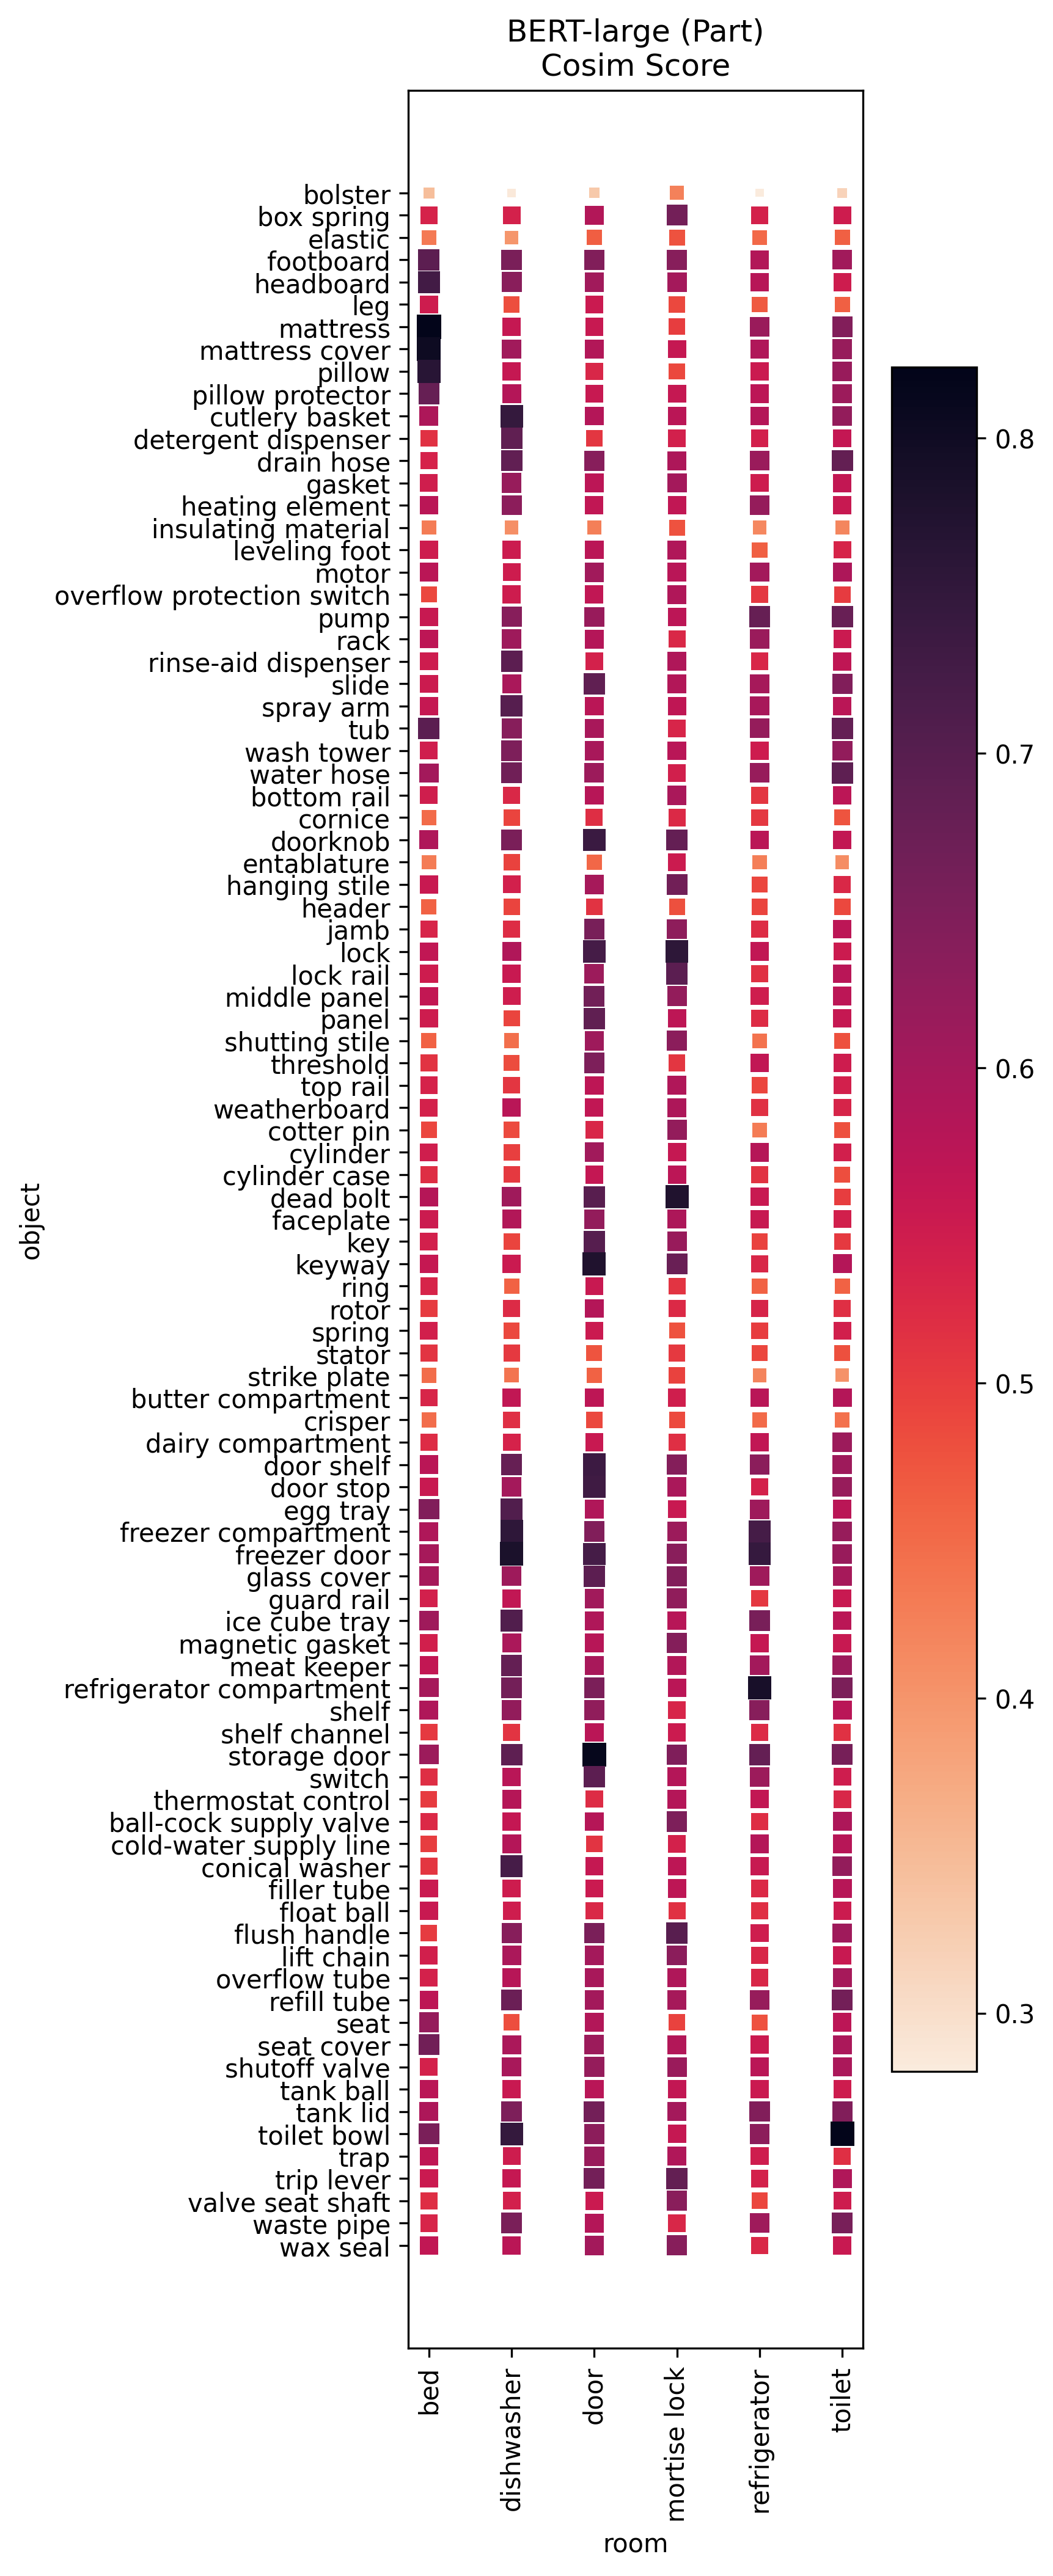 BERT-large (Part)
Cosim Score
object
bolster
box spring
elastic
footboard
headboard
leg
mattress
mattress cover
pillow
pillow protector
cutlery basket
detergent dispenser
drain hose
gasket
heating element
insulating material
leveling foot
motor
overflow protection switch
pump
rack
rinse-aid dispenser
slide
spray arm
tub
wash tower
water hose
bottom rail
cornice
doorknob
entablature
hanging stile
header
jamb
lock
lock rail
middle panel
panel
shutting stile
threshold
top rail
weatherboard
cotter pin
cylinder
cylinder case
dead bolt
faceplate
key
keyway
ring
rotor
spring
stator
strike plate
butter compartment
crisper
dairy compartment
door shelf
door stop
egg tray
freezer compartment
freezer door
glass cover
guard rail
ice cube tray
magnetic gasket
meat keeper
refrigerator compartment
shelf
shelf channel
storage door
switch
thermostat control
ball-cock supply valve
cold-water supply line
conical washer
filler tube
float ball
flush handle
lift chain
overflow tube
refill tube
seat
seat cover
shutoff valve
tank ball
tank lid
toilet bowl
trap
trip lever
valve seat shaft
waste pipe
wax seal
bed
dishwasher
door
mortise lock
refrigerator
toilet
room
0.8
0.7
0.6
0.5
0.4
0.3